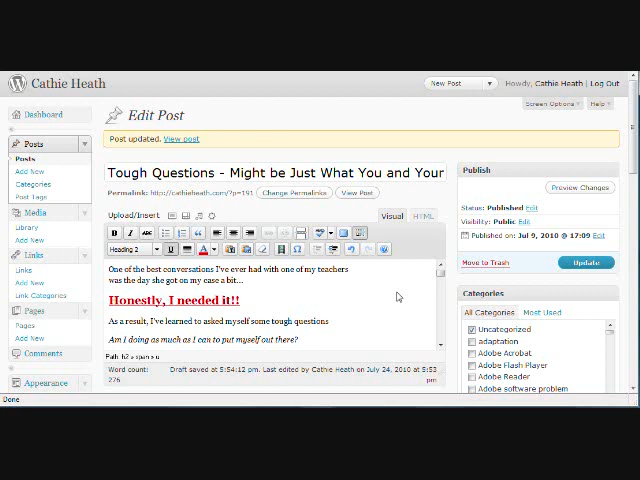 Cathie Heath
New Post
Howdy, Cathie Heath | Log Out
Screen Options
Help
Dashboard
Posts
Posts
Add New
Categories
Post Tags
Media
Library
Add New
Links
Links
Add New
Link Categories
Pages
Pages
Add New
Comments
Appearance
Edit Post
Post updated. View post
Tough Questions - Might be Just What You and Your
Permalink: http://cathieheath.com/?p=191 Change Permalinks View Post
Upload/Insert
Visual HTML
B I ABC
Heading 2 U A
One of the best conversations I've ever had with one of my teachers
was the day she got on my case a bit...
Honestly, I needed it!!
As a result, I've learned to asked myself some tough questions
Am I doing as much as I can to put myself out there?
Path: h2 » span » u
Word count:
276
Draft saved at 5:54:12 pm. Last edited by Cathie Heath on July 24, 2010 at 5:53
pm
Publish
Preview Changes
Status: Published Edit
Visibility: Public Edit
Published on: Jul 9, 2010 @ 17:09 Edit
Move to Trash
Update
Categories
All Categories Most Used
Uncategorized
adaptation
Adobe Acrobat
Adobe Flash Player
Adobe Reader
Adobe software problem
Done